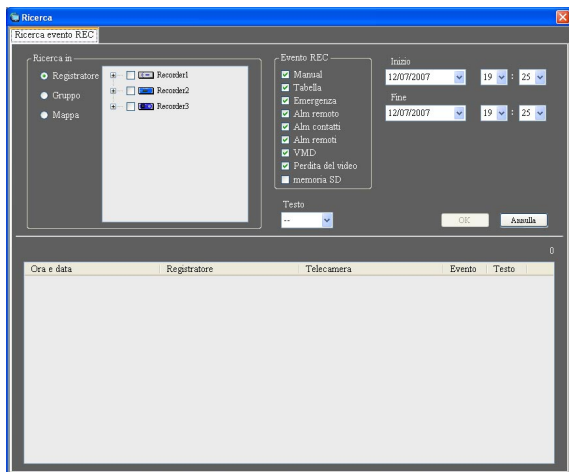 Ricerca
Ricerca evento REC
Ricerca in
Registratore
Gruppo
Mappa
Recorder1
Recorder2
Recorder3
Evento REC
Manual
Tabella
Emergenza
Alm remoto
Alm contatti
Alm remoti
VMD
Perdita del video
memoria SD
Testo
--
Inizio
12/07/2007 19 : 25
Fine
12/07/2007 19 : 25
OK Annulla
0
Ora e data Registratore Telecamera Evento Testo